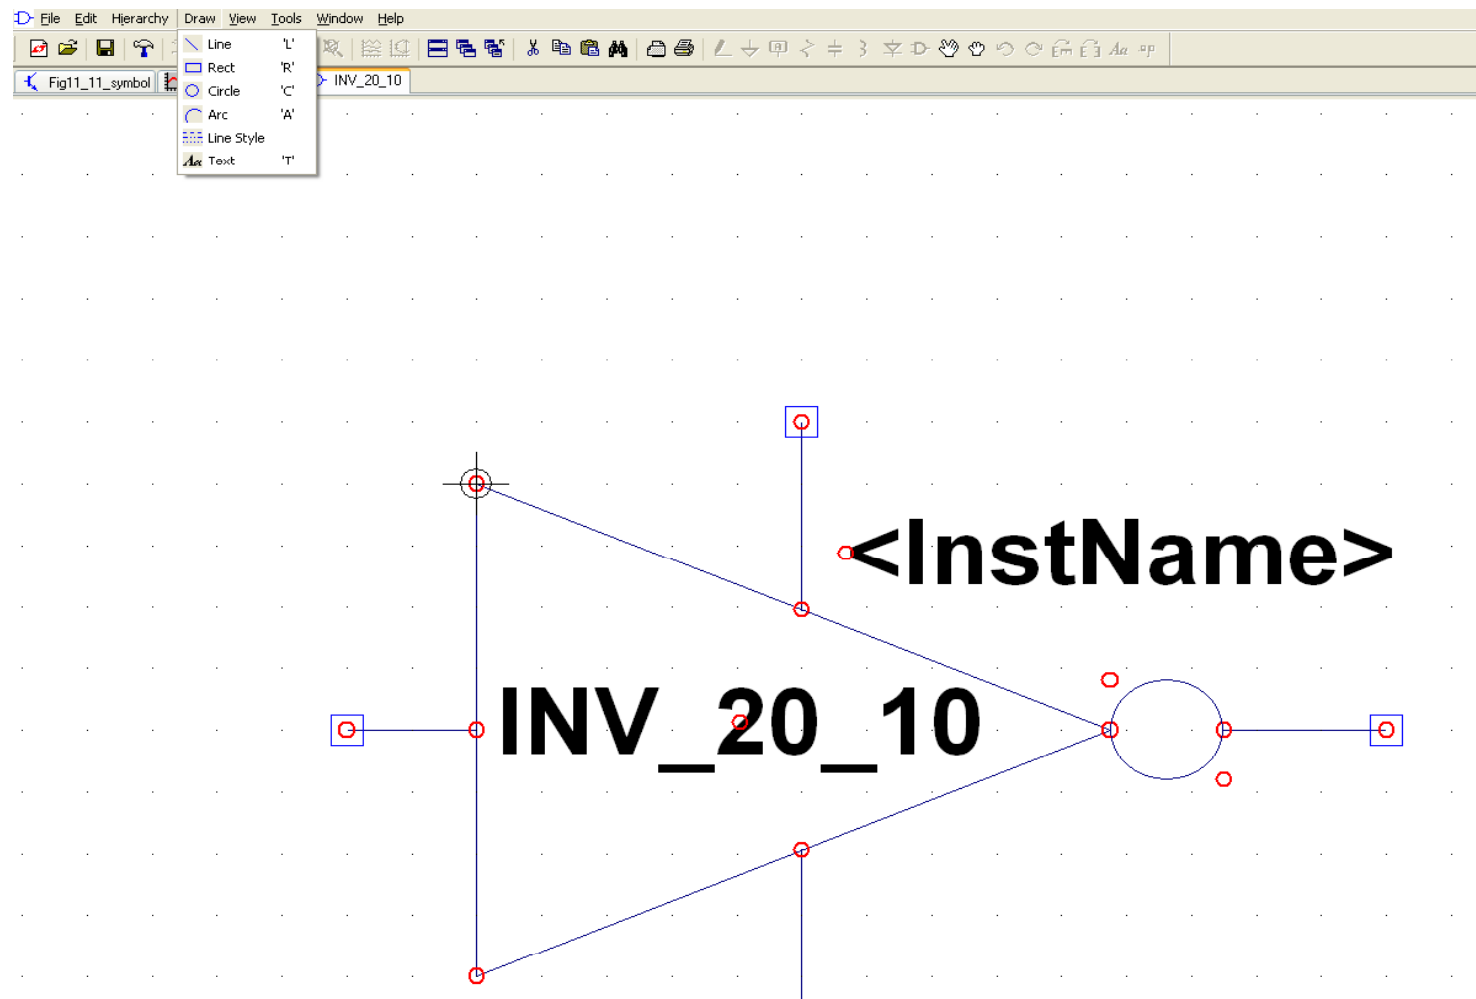 File Edit Hierarchy Draw View Tools Window Help
Line 'L'
Rect 'R'
Circle 'C'
Arc 'A'
Line Style
Text 'T'
Fig11_11_symbol INV_20_10
<InstName>
INV_20_10